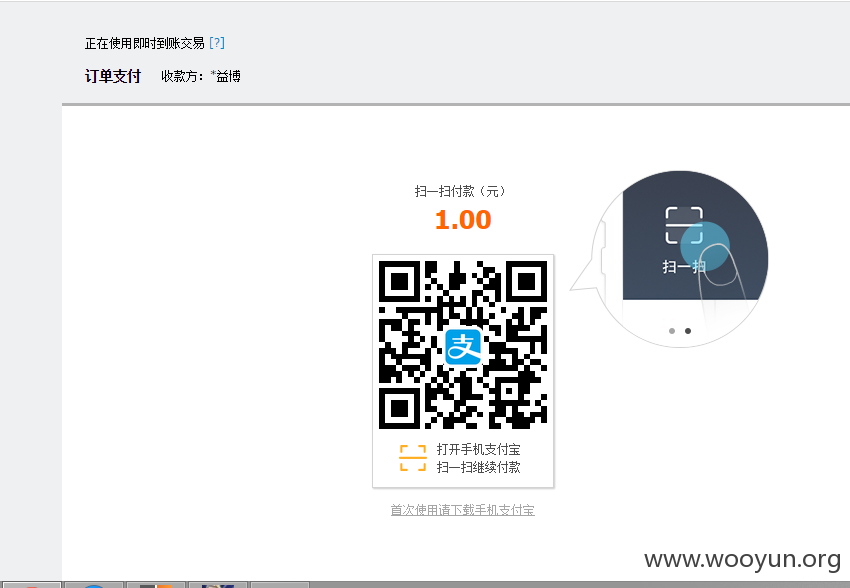 正在使用即时到账交易 [?]
订单支付 收款方：*益博
扫一扫付款（元）
1.00
扫一扫
支
打开手机支付宝
扫一扫继续付款
首次使用请下载手机支付宝
www.wooyun.org